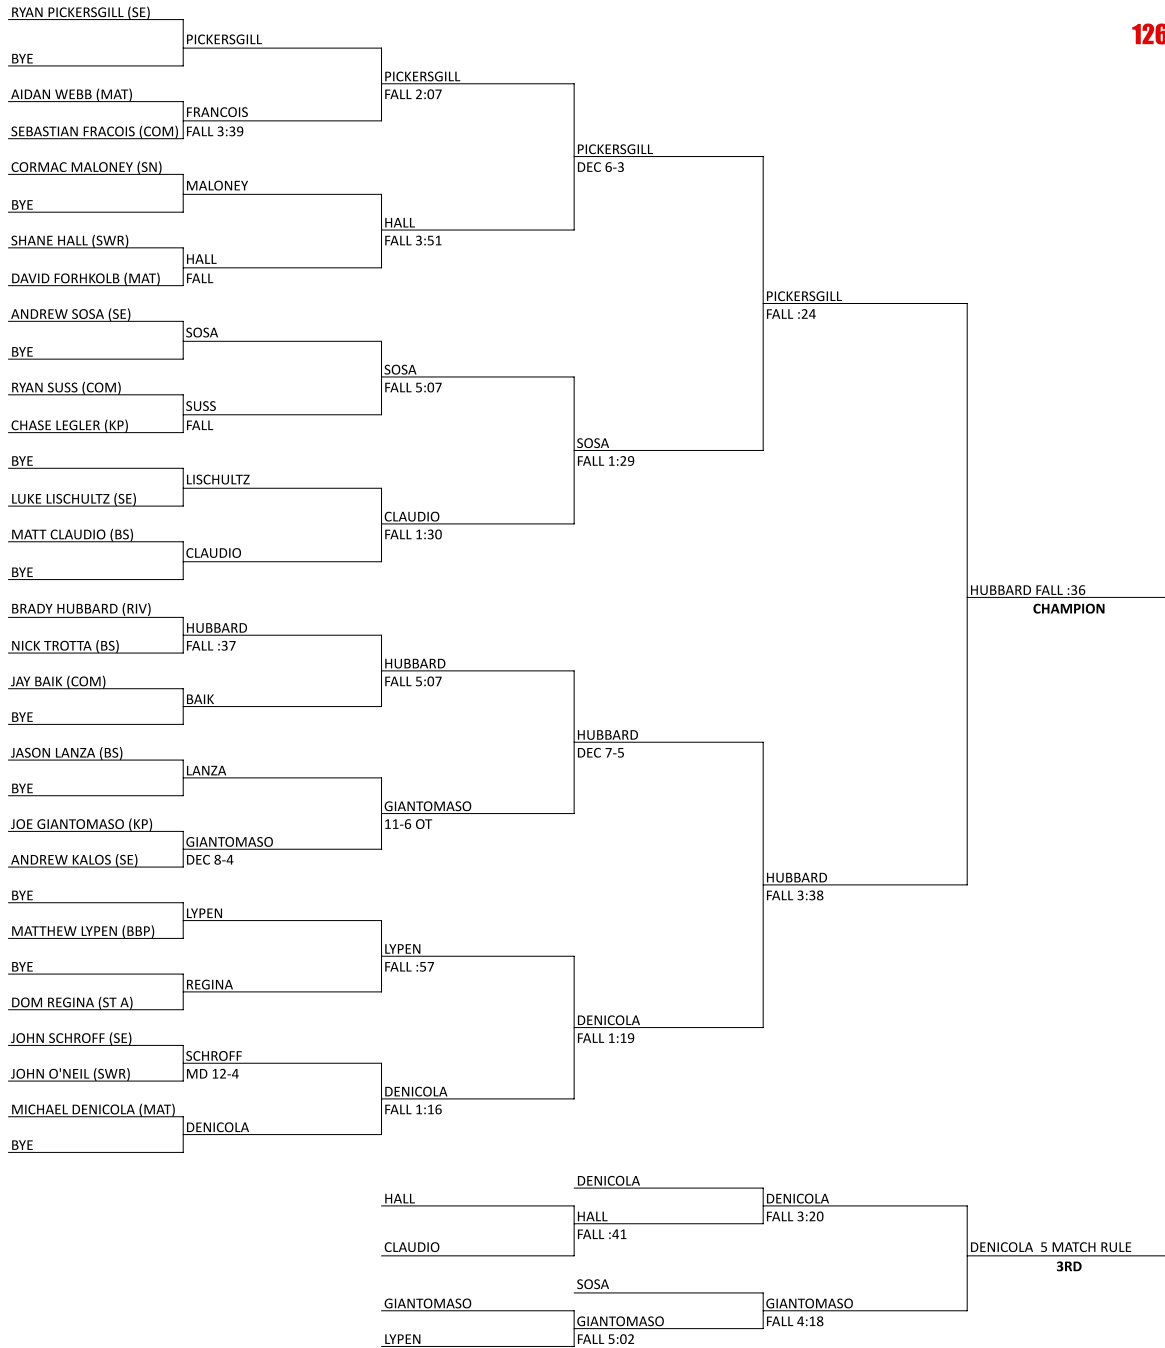 RYAN PICKERSGILL (SE)
126
PICKERSGILL
BYE
PICKERSGILL
AIDAN WEBB (MAT)
FALL 2:07
FRANCOIS
SEBASTIAN FRACOIS (COM)
FALL 3:39
PICKERSGILL
CORMAC MALONEY (SN)
DEC 6-3
MALONEY
BYE
HALL
SHANE HALL (SWR)
FALL 3:51
HALL
DAVID FORHKOLB (MAT)
FALL
PICKERSGILL
ANDREW SOSA (SE)
FALL :24
SOSA
BYE
SOSA
RYAN SUSS (COM)
FALL 5:07
SUSS
CHASE LEGLER (KP)
FALL
SOSA
BYE
FALL 1:29
LISCHULTZ
LUKE LISCHULTZ (SE)
CLAUDIO
MATT CLAUDIO (BS)
FALL 1:30
CLAUDIO
BYE
HUBBARD FALL :36
BRADY HUBBARD (RIV)
CHAMPION
HUBBARD
NICK TROTTA (BS)
FALL :37
HUBBARD
JAY BAIK (COM)
FALL 5:07
BAIK
BYE
HUBBARD
JASON LANZA (BS)
DEC 7-5
LANZA
BYE
GIANTOMASO
JOE GIANTOMASO (KP)
11-6 OT
GIANTOMASO
ANDREW KALOS (SE)
DEC 8-4
HUBBARD
BYE
FALL 3:38
LYPEN
MATTHEW LYPEN (BBP)
LYPEN
BYE
FALL :57
REGINA
DOM REGINA (ST A)
DENICOLA
JOHN SCHROFF (SE)
FALL 1:19
SCHROFF
JOHN O'NEIL (SWR)
MD 12-4
DENICOLA
MICHAEL DENICOLA (MAT)
FALL 1:16
DENICOLA
BYE
DENICOLA
HALL
DENICOLA
HALL
FALL 3:20
FALL :41
CLAUDIO
DENICOLA 5 MATCH RULE
3RD
SOSA
GIANTOMASO
GIANTOMASO
GIANTOMASO
FALL 4:18
LYPEN
FALL 5:02